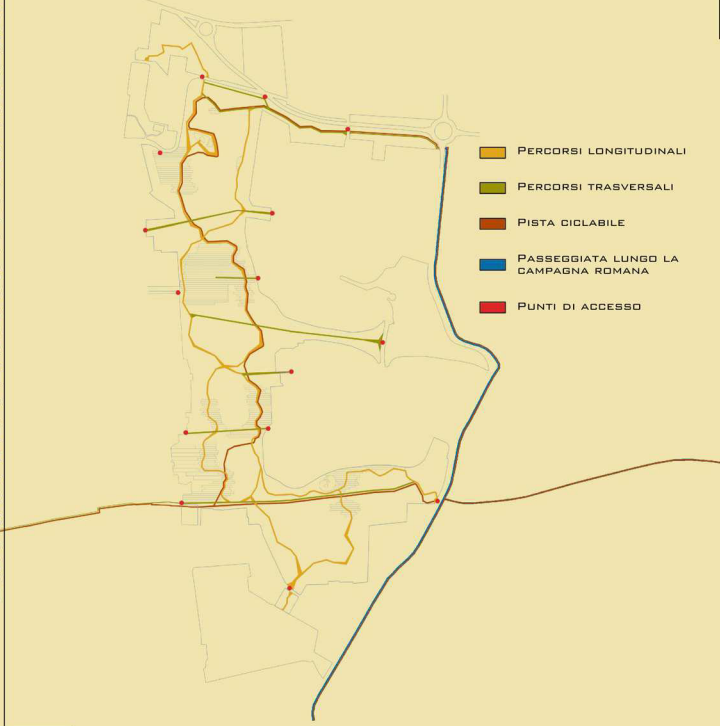 PERCORSI LONGITUDINALI
PERCORSI TRASVERSALI
PISTA CICLABILE
PASSEGGIATA LUNGO LA
CAMPAGNA ROMANA
PUNTI DI ACCESSO